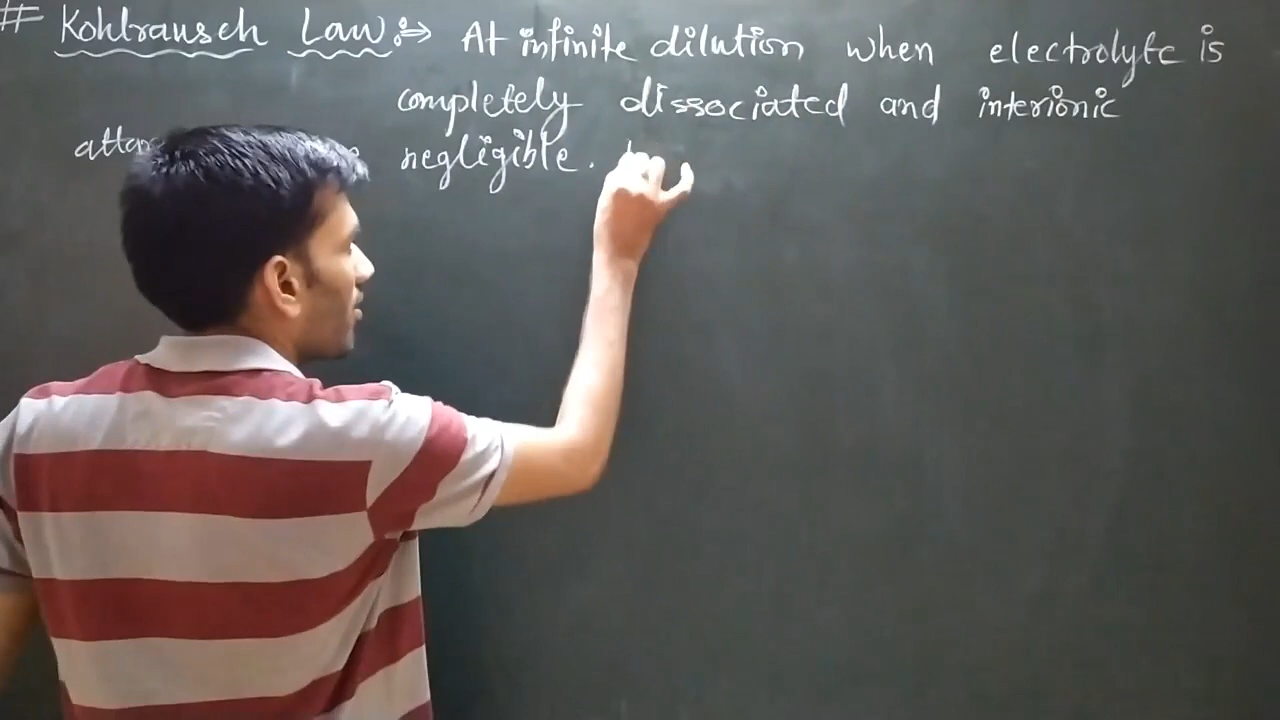 # Kohlrausch Law :⇒ At infinite dilution when electrolyte is
completely dissociated and interionic
negligible.